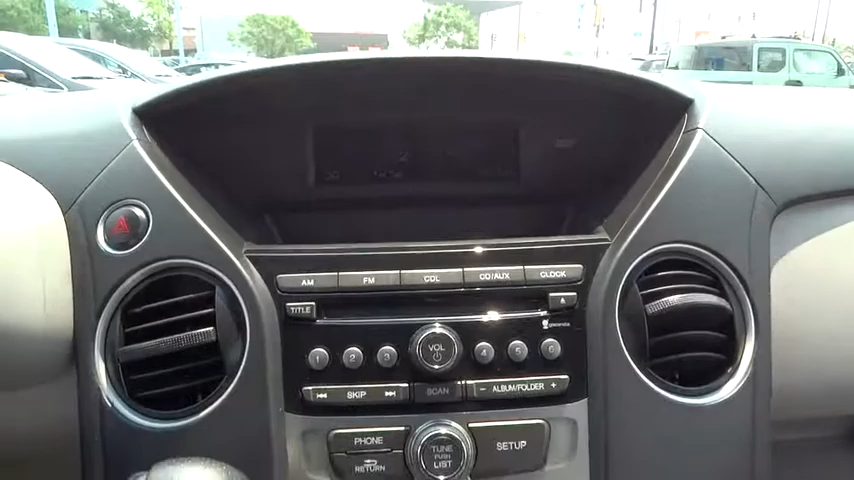 AM FM CD CD/AUX CLOCK
TITLE
gracenote
VOL
1 2 3 4 5 6
SKIP SCAN − ALBUM/FOLDER +
PHONE TUNE SETUP
PUSH
RETURN LIST